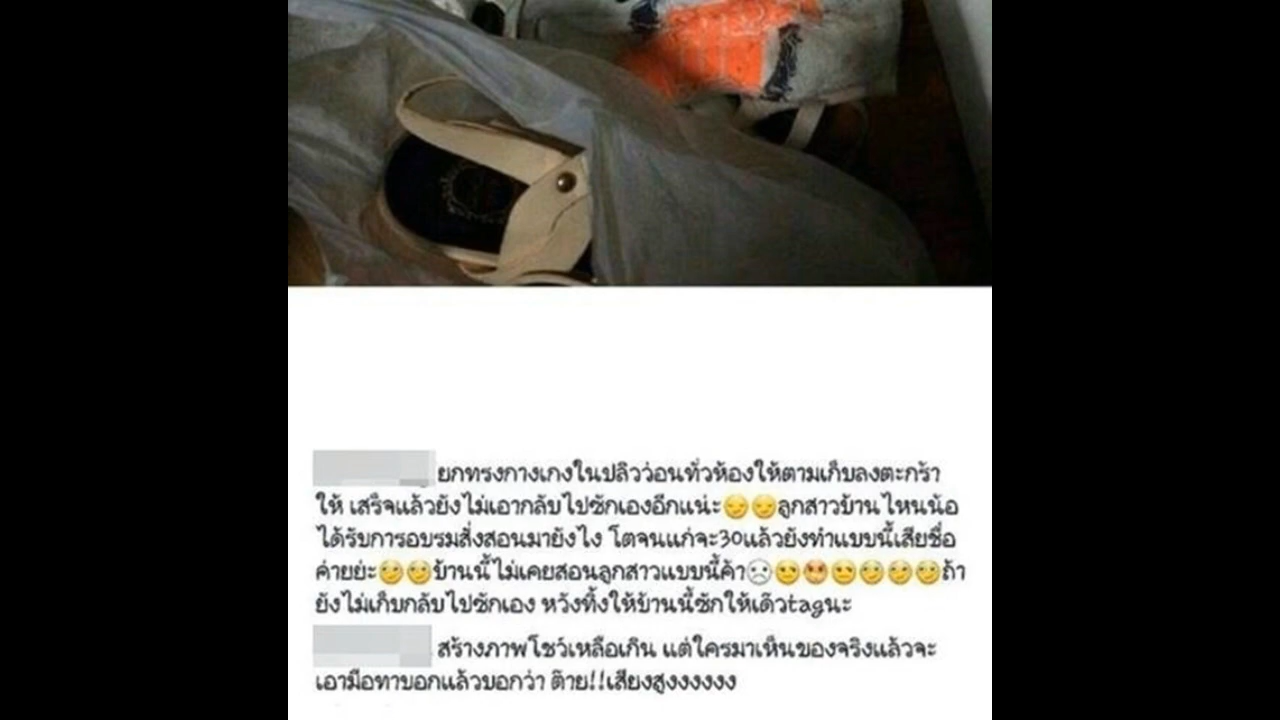 ยกทรงกางเกงในปลิวว่อนทั่วห้องให้ตามเก็บลงตะกร้า
ให้ เสร็จแล้วยังไม่เอากลับไปซักเองอีกแน่ะ😏😏ลูกสาวบ้านไหนน้อ
ได้รับการอบรมสั่งสอนมายังไง โตจนแก่จะ30แล้วยังทำแบบนี้เสียชื่อ
ค่ายย่ะ😒😒บ้านนี้ไม่เคยสอนลูกสาวแบบนี้ค้า☹😑😡😑😒😒😒ถ้า
ยังไม่เก็บกลับไปซักเอง หวังทิ้งให้บ้านนี้ซักให้เดี๋วtagนะ
สร้างภาพโชว์เหลือเกิน แต่ใครมาเห็นของจริงแล้วจะ
เอามือทาบอกแล้วบอกว่า ต๊าย!!เสียงสูงงงงงง